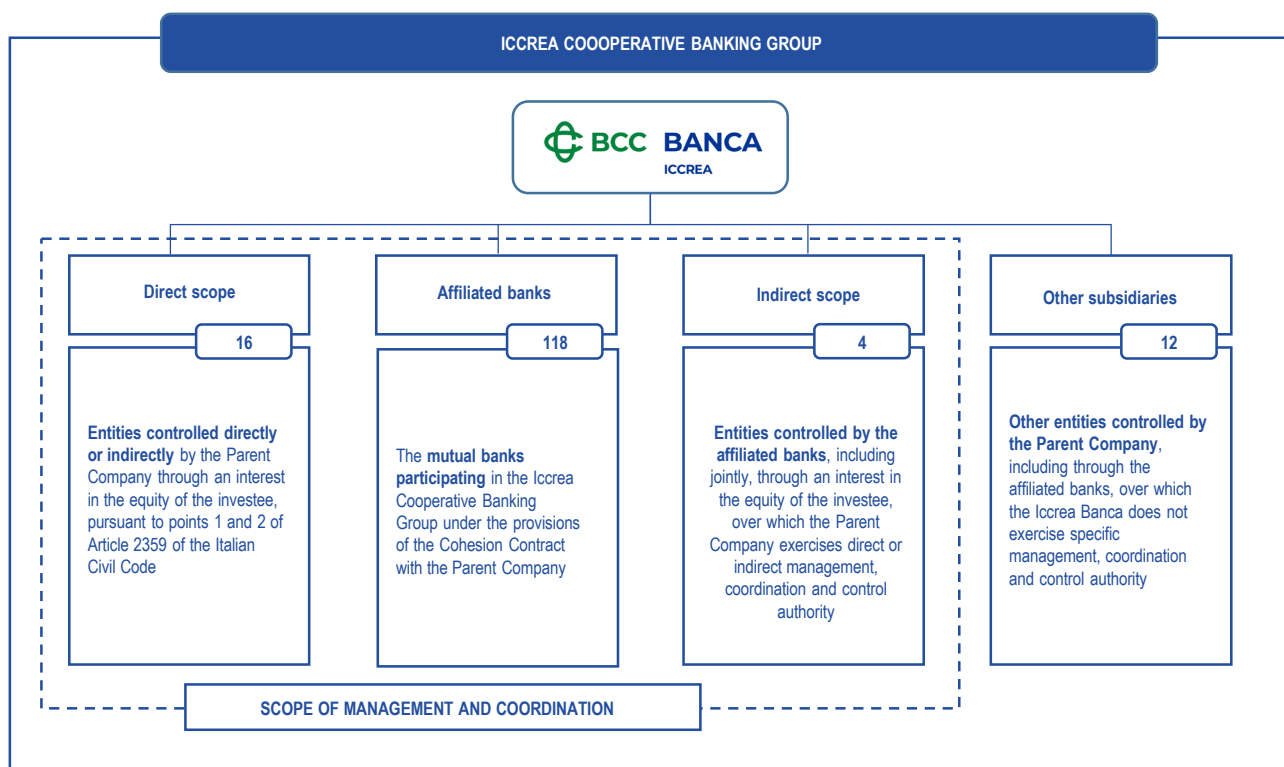 ICCREA COOOPERATIVE BANKING GROUP
BCC BANCA
ICCREA
Direct scope
16
Entities controlled directly
or indirectly by the Parent
Company through an interest
in the equity of the investee,
pursuant to points 1 and 2 of
Article 2359 of the Italian
Civil Code
Affiliated banks
118
The mutual banks
participating in the Iccrea
Cooperative Banking
Group under the provisions
of the Cohesion Contract
with the Parent Company
Indirect scope
4
Entities controlled by the
affiliated banks, including
jointly, through an interest in
the equity of the investee,
over which the Parent
Company exercises direct or
indirect management,
coordination and control
authority
Other subsidiaries
12
Other entities controlled by
the Parent Company,
including through the
affiliated banks, over which
the Iccrea Banca does not
exercise specific
management, coordination
and control authority
SCOPE OF MANAGEMENT AND COORDINATION